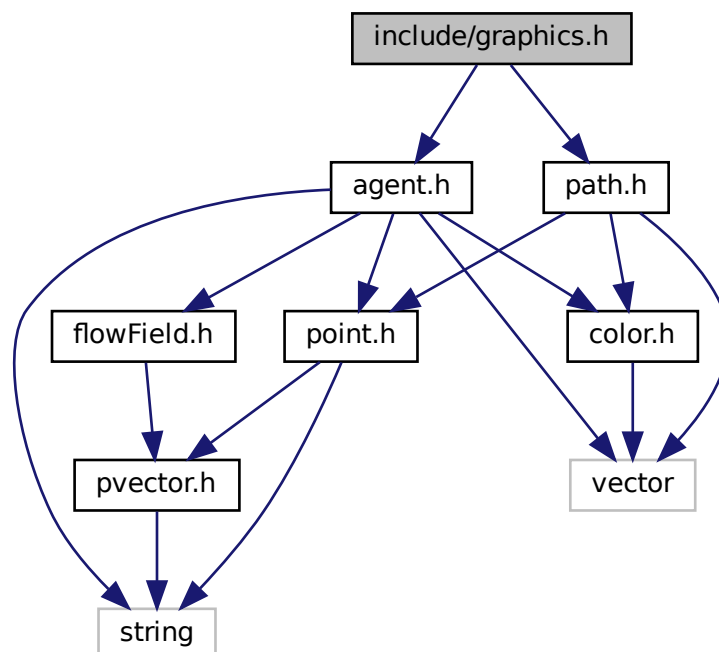 include/graphics.h
agent.h
path.h
flowField.h
point.h
color.h
pvector.h
vector
string